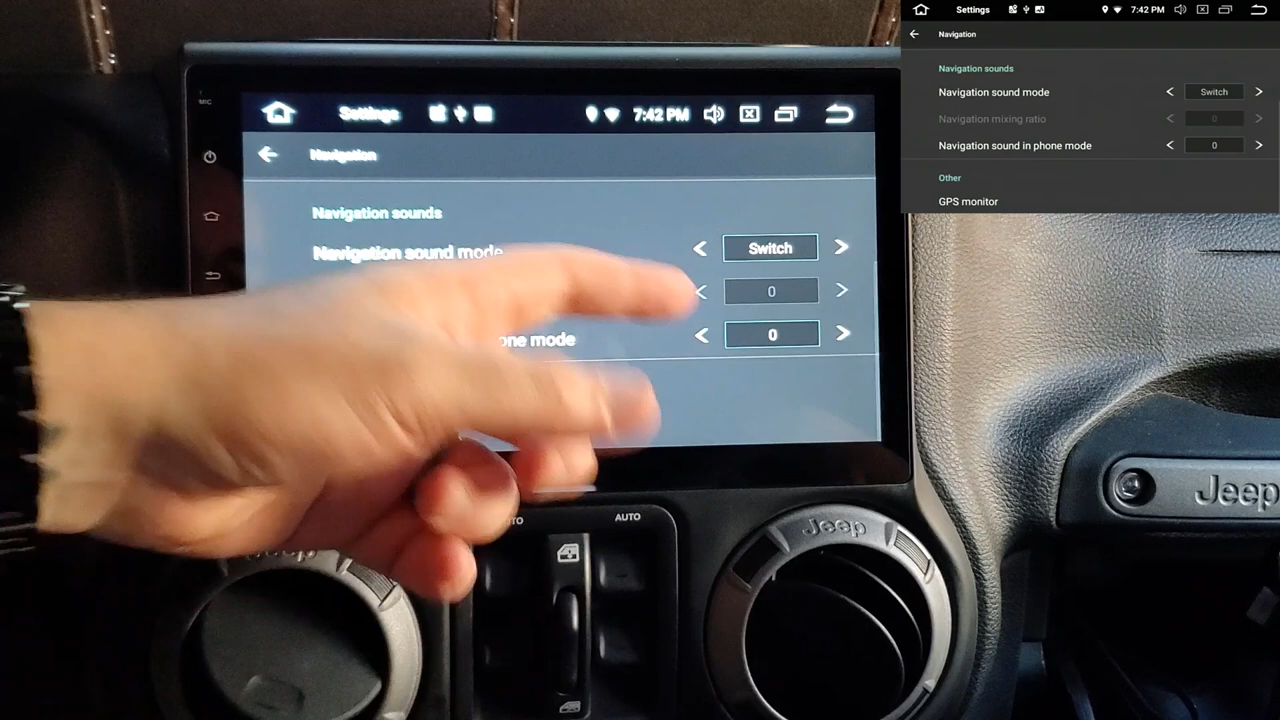 MIC
Settings 7:42 PM
Navigation
Navigation sounds
Navigation sound mode Switch
0
one mode 0
AUTO
Jeep
Jeep
Settings 7:42 PM
Navigation
Navigation sounds
Navigation sound mode Switch
Navigation mixing ratio 0
Navigation sound in phone mode 0
Other
GPS monitor